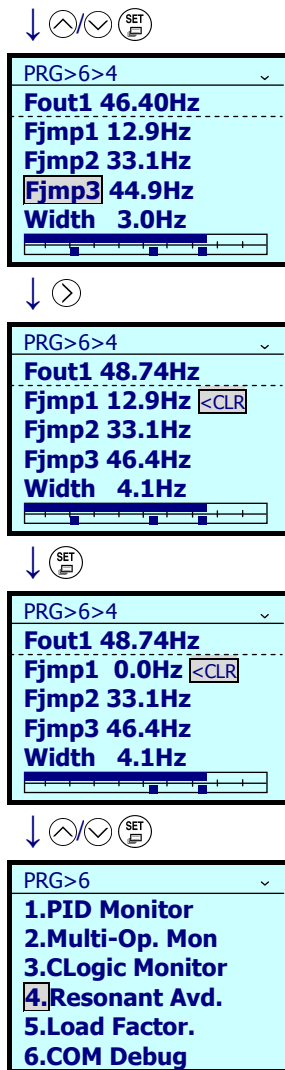 ↓ /SET
PRG>6>4
Fout1 46.40Hz
Fjmp1 12.9Hz
Fjmp2 33.1Hz
Fjmp3 44.9Hz
Width 3.0Hz
↓
PRG>6>4
Fout1 48.74Hz
Fjmp1 12.9Hz <CLR
Fjmp2 33.1Hz
Fjmp3 46.4Hz
Width 4.1Hz
↓ SET
PRG>6>4
Fout1 48.74Hz
Fjmp1 0.0Hz <CLR
Fjmp2 33.1Hz
Fjmp3 46.4Hz
Width 4.1Hz
↓ /SET
PRG>6
1.PID Monitor
2.Multi-Op. Mon
3.CLogic Monitor
4.Resonant Avd.
5.Load Factor.
6.COM Debug